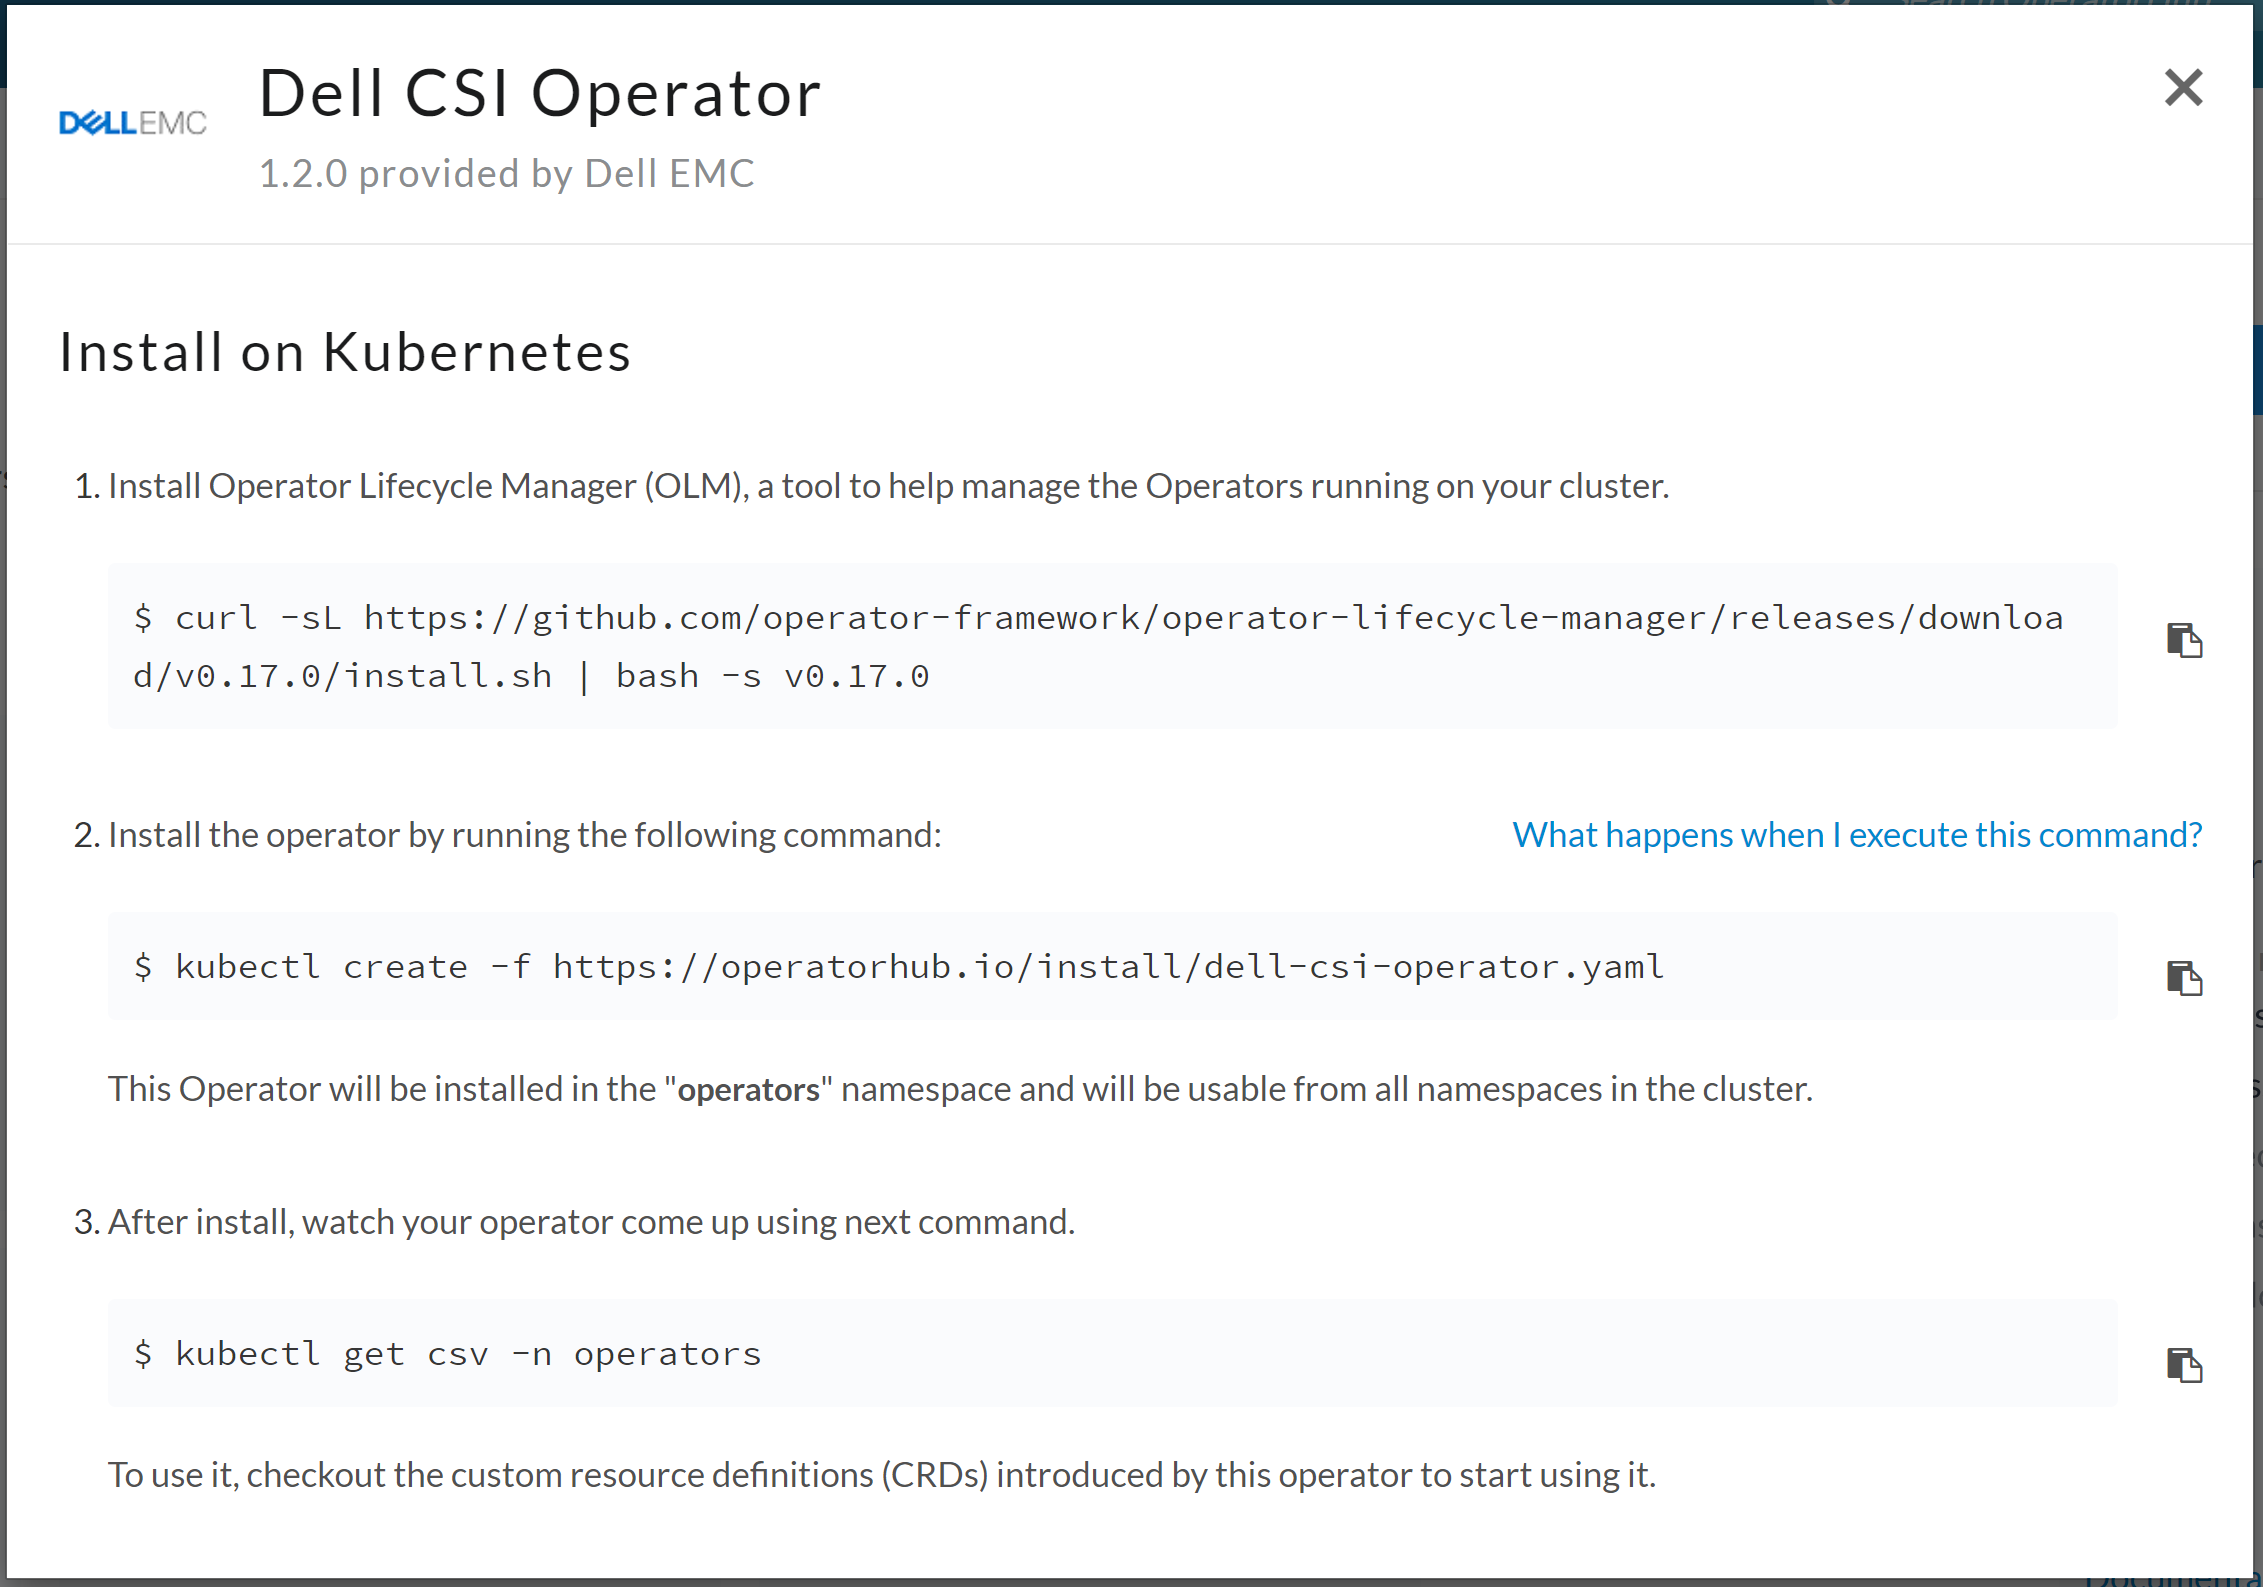 Dell CSI Operator
DELLEMC
1.2.0 provided by Dell EMC
Install on Kubernetes
1. Install Operator Lifecycle Manager (OLM), a tool to help manage the Operators running on your cluster.
$ curl -sL https://github.com/operator-framework/operator-lifecycle-manager/releases/downloa
d/v0.17.0/install.sh | bash -s v0.17.0
2. Install the operator by running the following command: What happens when I execute this command?
$ kubectl create -f https://operatorhub.io/install/dell-csi-operator.yaml
This Operator will be installed in the "operators" namespace and will be usable from all namespaces in the cluster.
3. After install, watch your operator come up using next command.
$ kubectl get csv -n operators
To use it, checkout the custom resource definitions (CRDs) introduced by this operator to start using it.